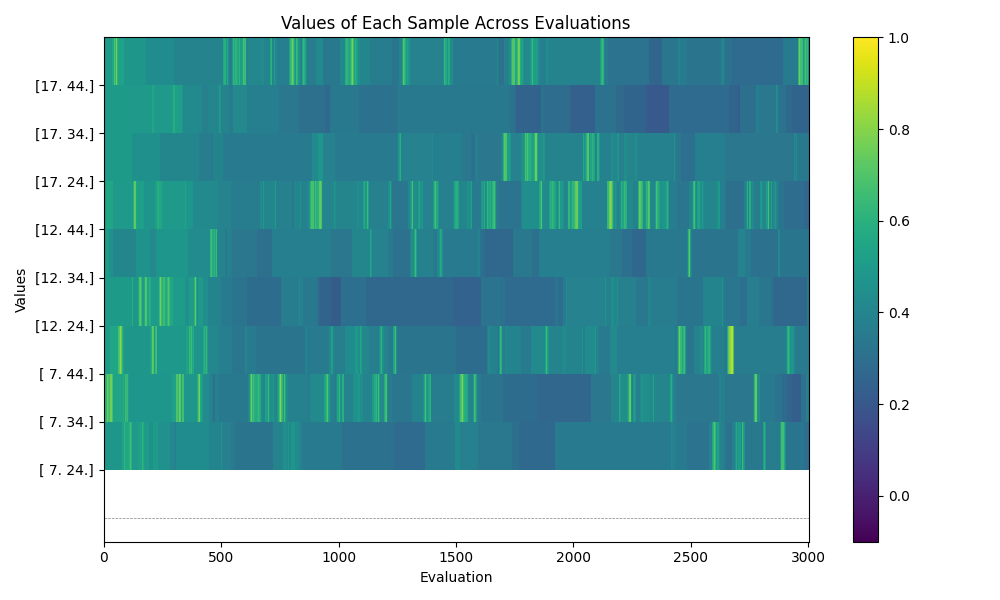 Values of Each Sample Across Evaluations
[17. 44.]
[17. 34.]
[17. 24.]
[12. 44.]
[12. 34.]
[12. 24.]
[ 7. 44.]
[ 7. 34.]
[ 7. 24.]
Values
0 500 1000 1500 2000 2500 3000
Evaluation
1.0
0.8
0.6
0.4
0.2
0.0